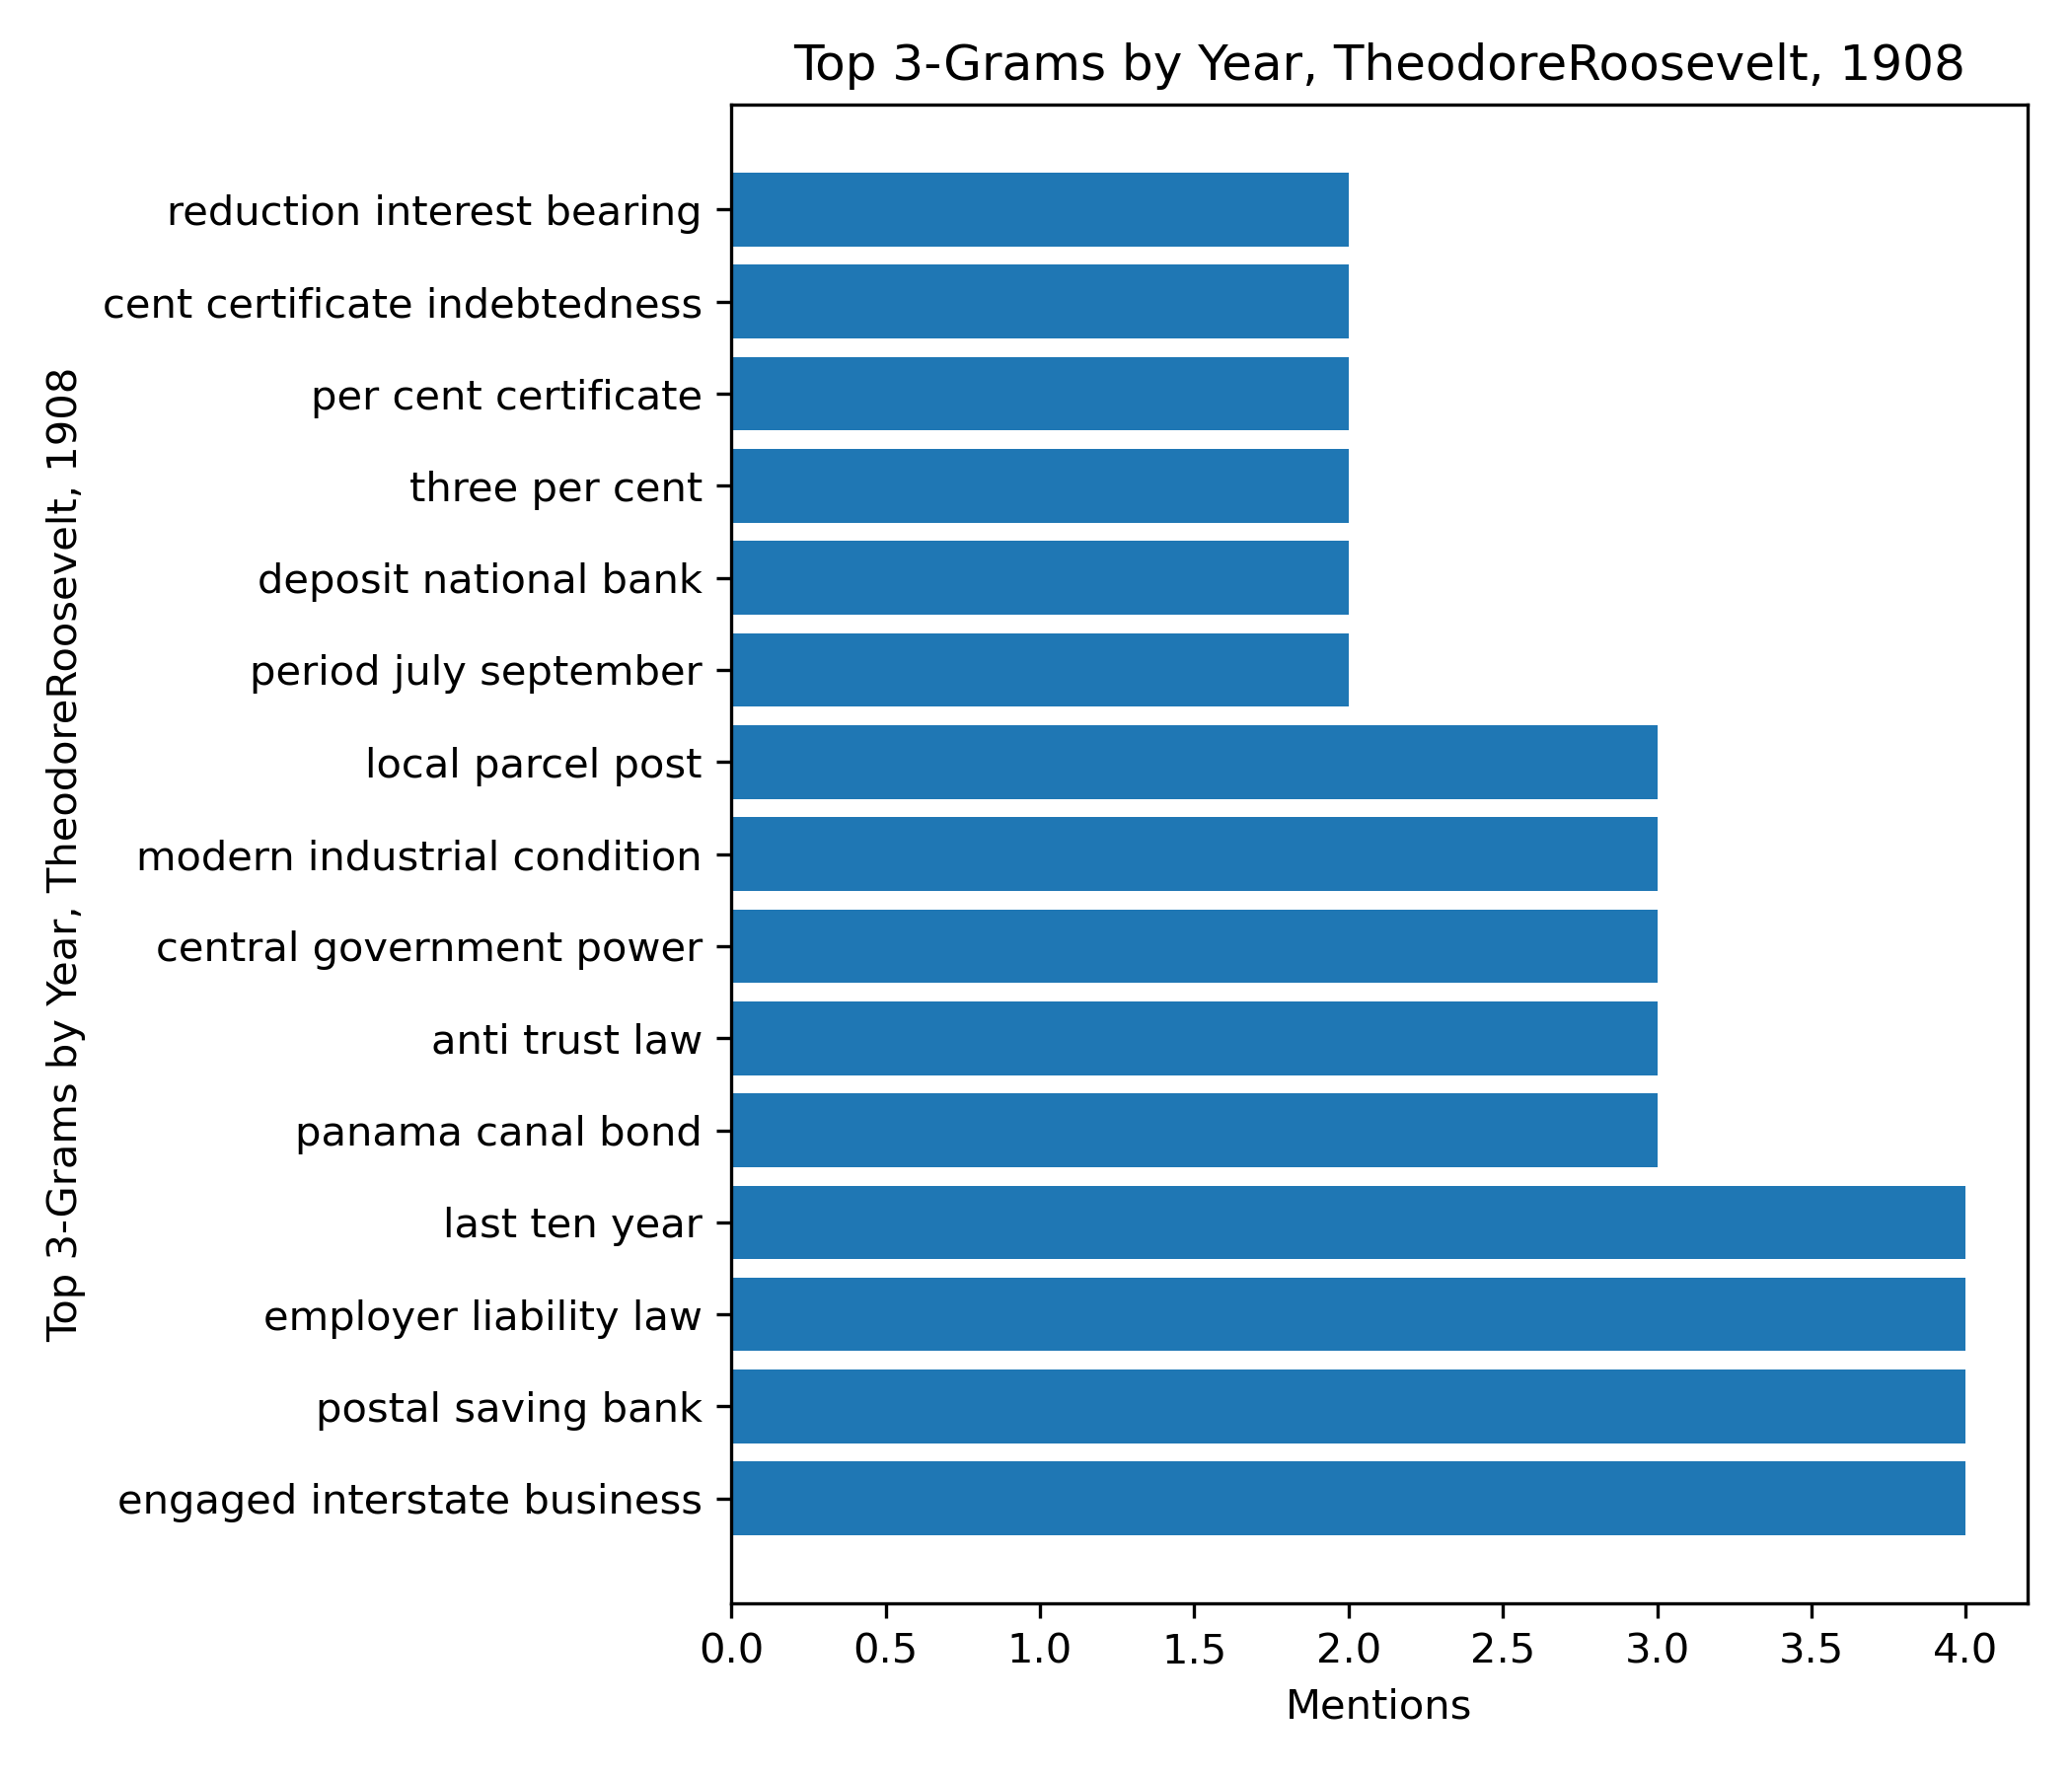 Top 3-Grams by Year, TheodoreRoosevelt, 1908
Top 3-Grams by Year, TheodoreRoosevelt, 1908
reduction interest bearing
cent certificate indebtedness
per cent certificate
three per cent
deposit national bank
period july september
local parcel post
modern industrial condition
central government power
anti trust law
panama canal bond
last ten year
employer liability law
postal saving bank
engaged interstate business
0.0 0.5 1.0 1.5 2.0 2.5 3.0 3.5 4.0
Mentions